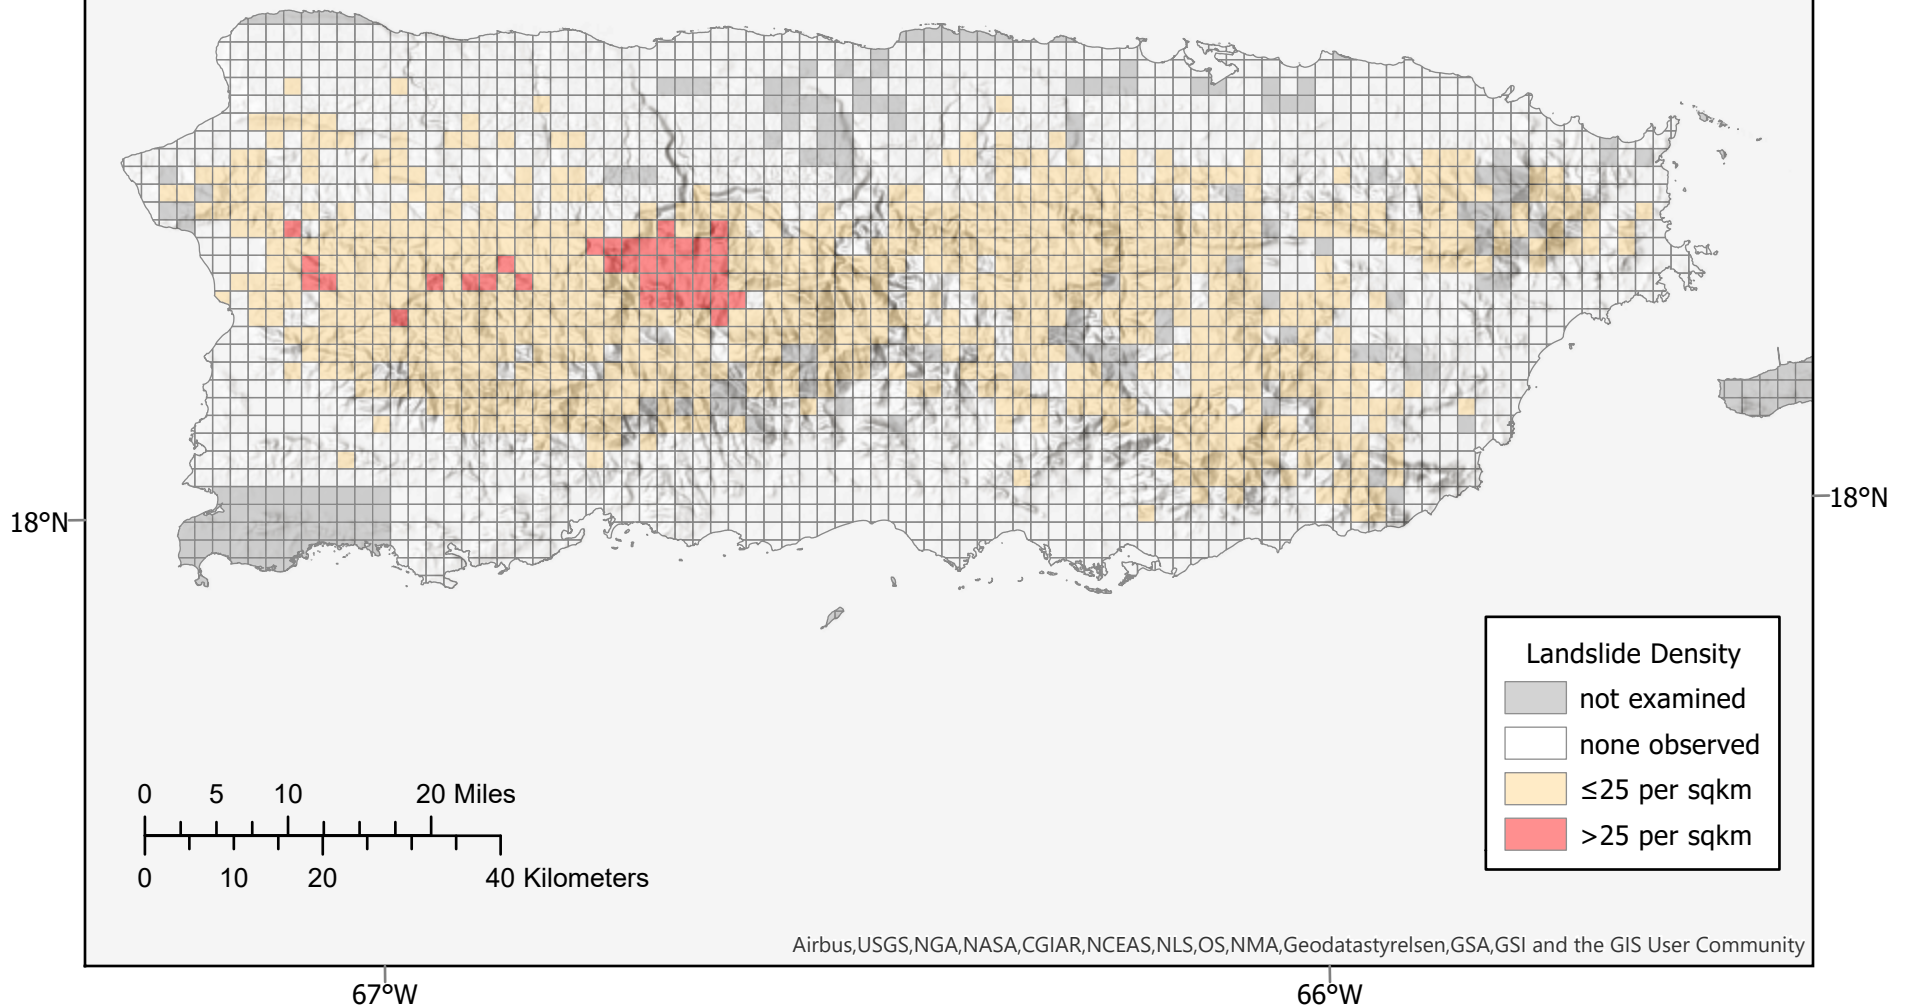 18°N
18°N
Landslide Density
not examined
none observed
≤25 per sqkm
>25 per sqkm
0 5 10 20 Miles
0 10 20 40 Kilometers
Airbus,USGS,NGA,NASA,CGIAR,NCEAS,NLS,OS,NMA,Geodatastyrelsen,GSA,GSI and the GIS User Community
67°W
66°W